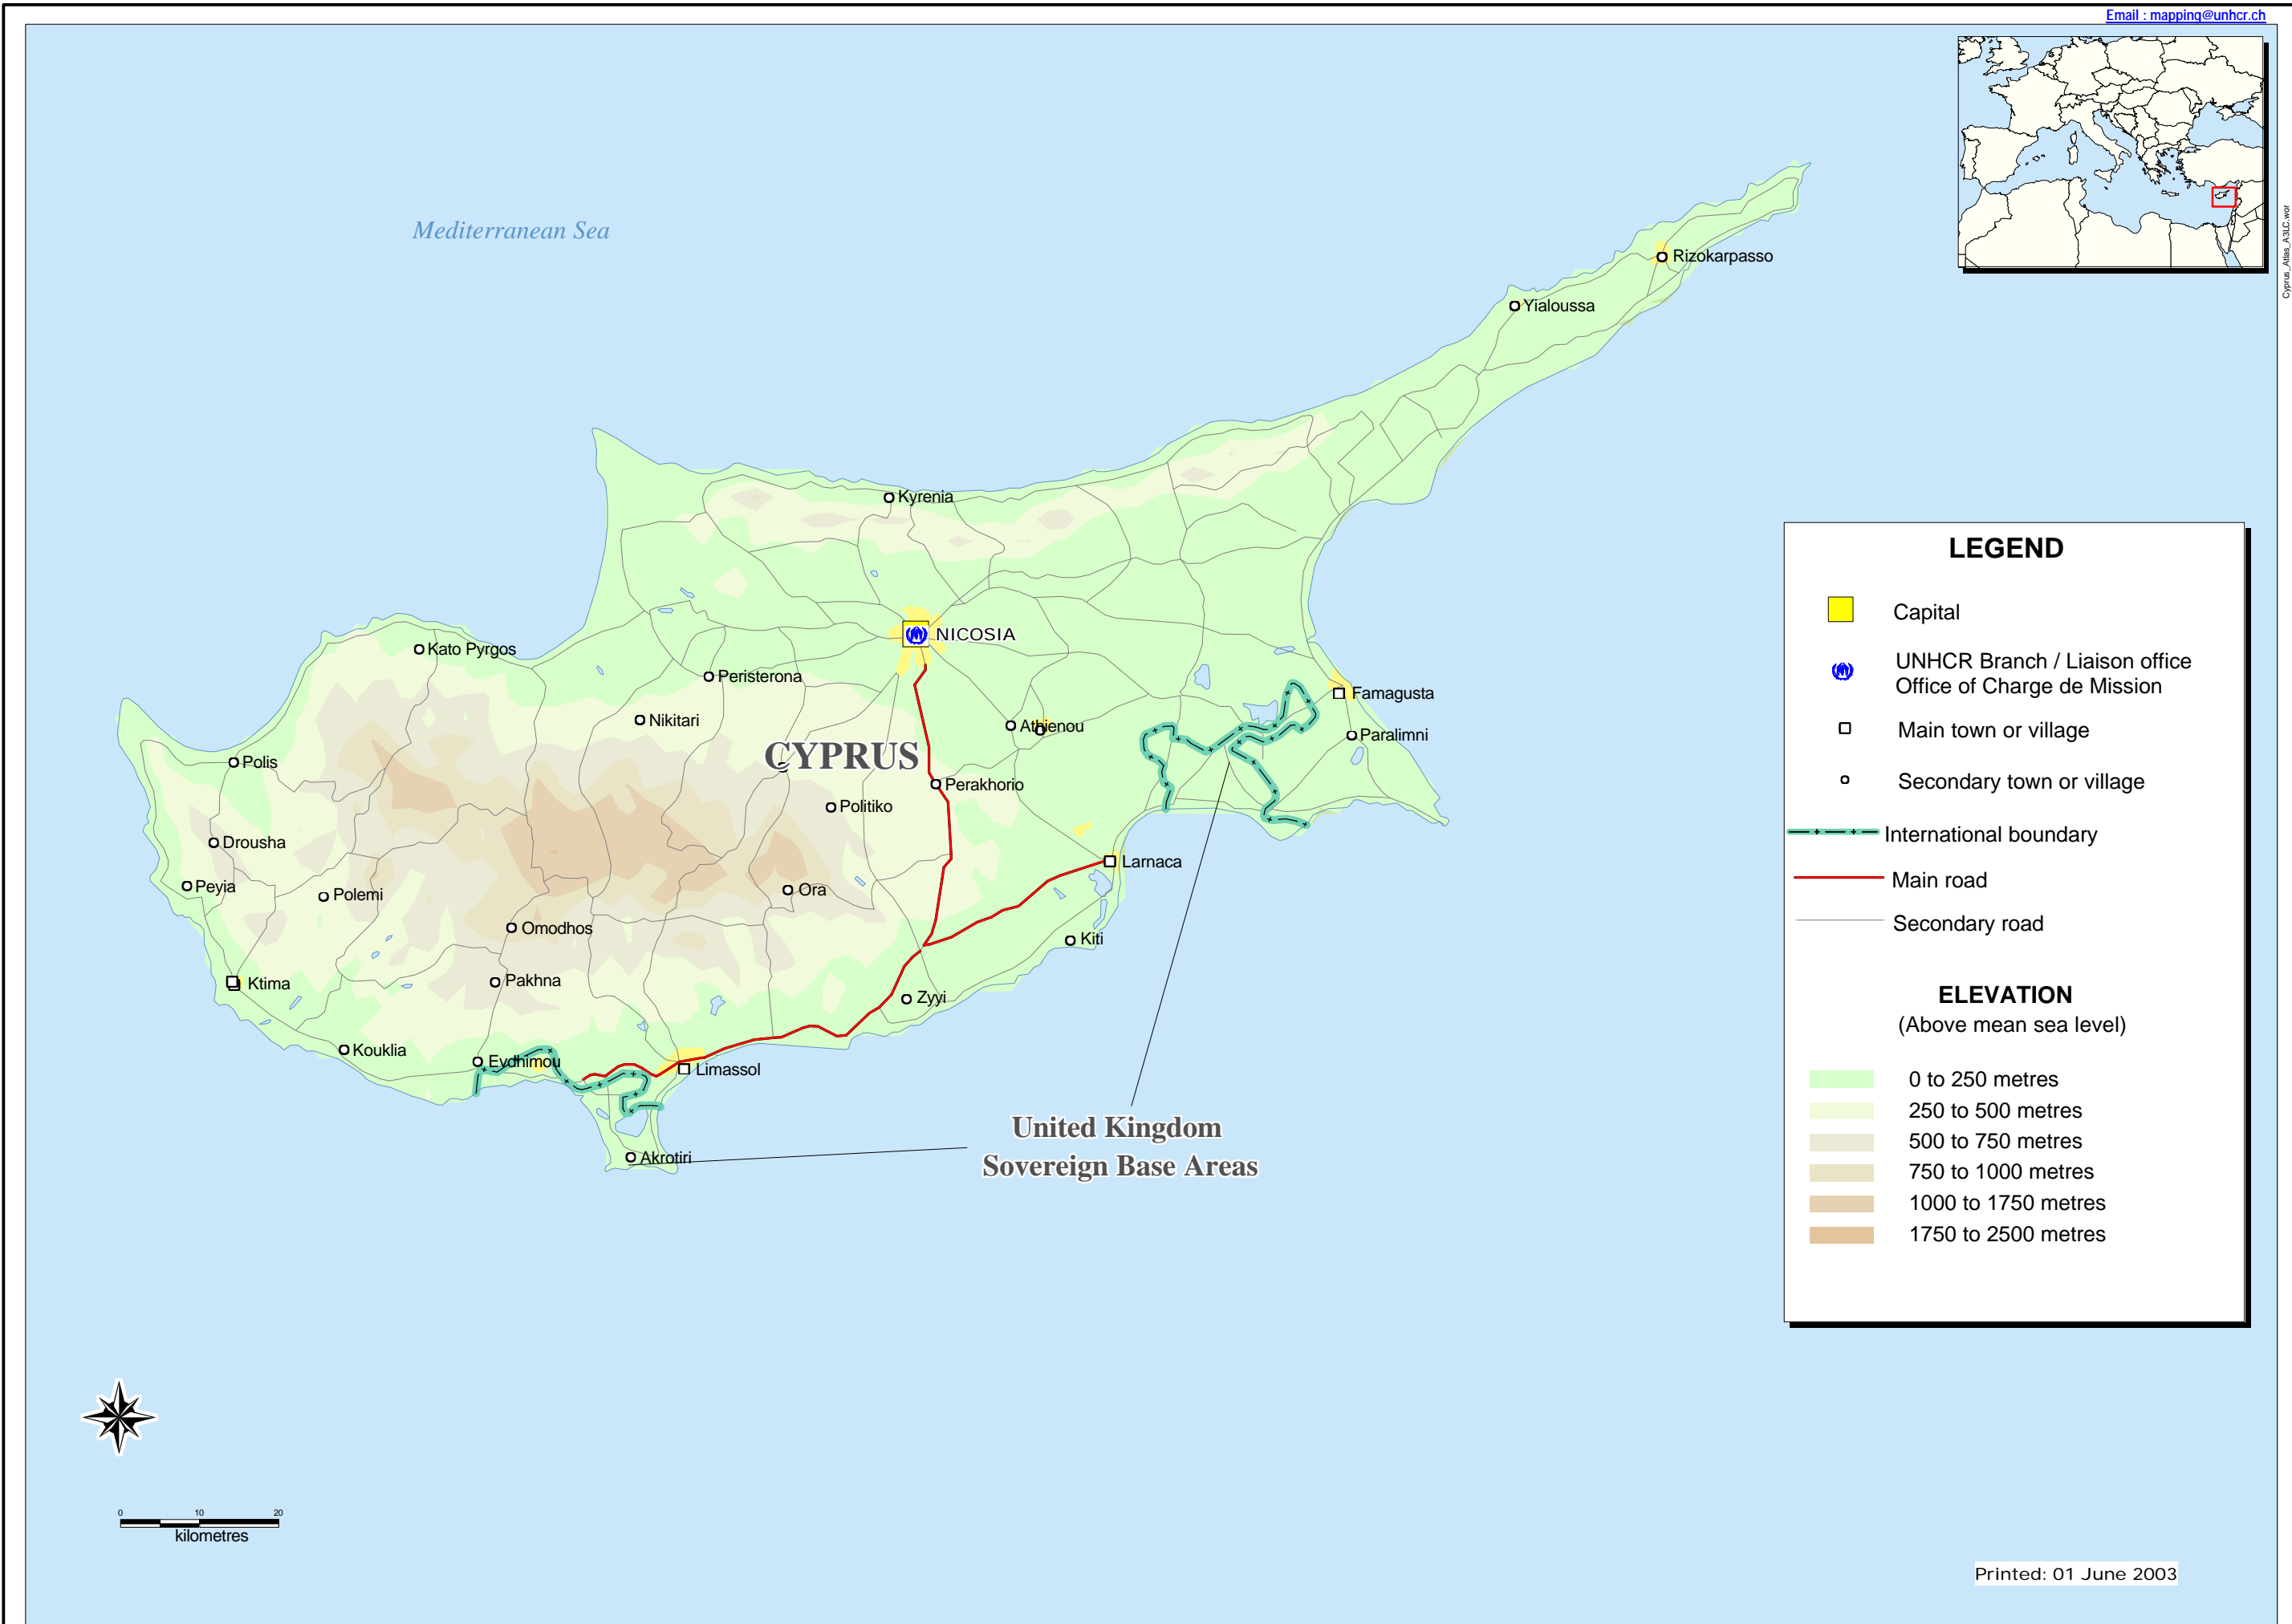 Email : mapping@unhcr.ch
Cyprus_Atlas_A3LC.wor
Mediterranean Sea
Rizokarpasso
Yialoussa
Kyrenia
NICOSIA
Kato Pyrgos
Peristerona
Famagusta
Nikitari
Athienou
Paralimni
CYPRUS
Polis
Perakhorio
Politiko
Drousha
Larnaca
Peyia
Polemi
Ora
Omodhos
Kiti
Ktima
Pakhna
Zyyi
Kouklia
Evdhimou
Limassol
Akrotiri
United Kingdom
Sovereign Base Areas
LEGEND
Capital
UNHCR Branch / Liaison office
Office of Charge de Mission
Main town or village
Secondary town or village
International boundary
Main road
Secondary road
ELEVATION
(Above mean sea level)
0 to 250 metres
250 to 500 metres
500 to 750 metres
750 to 1000 metres
1000 to 1750 metres
1750 to 2500 metres
0 10 20
kilometres
Printed: 01 June 2003